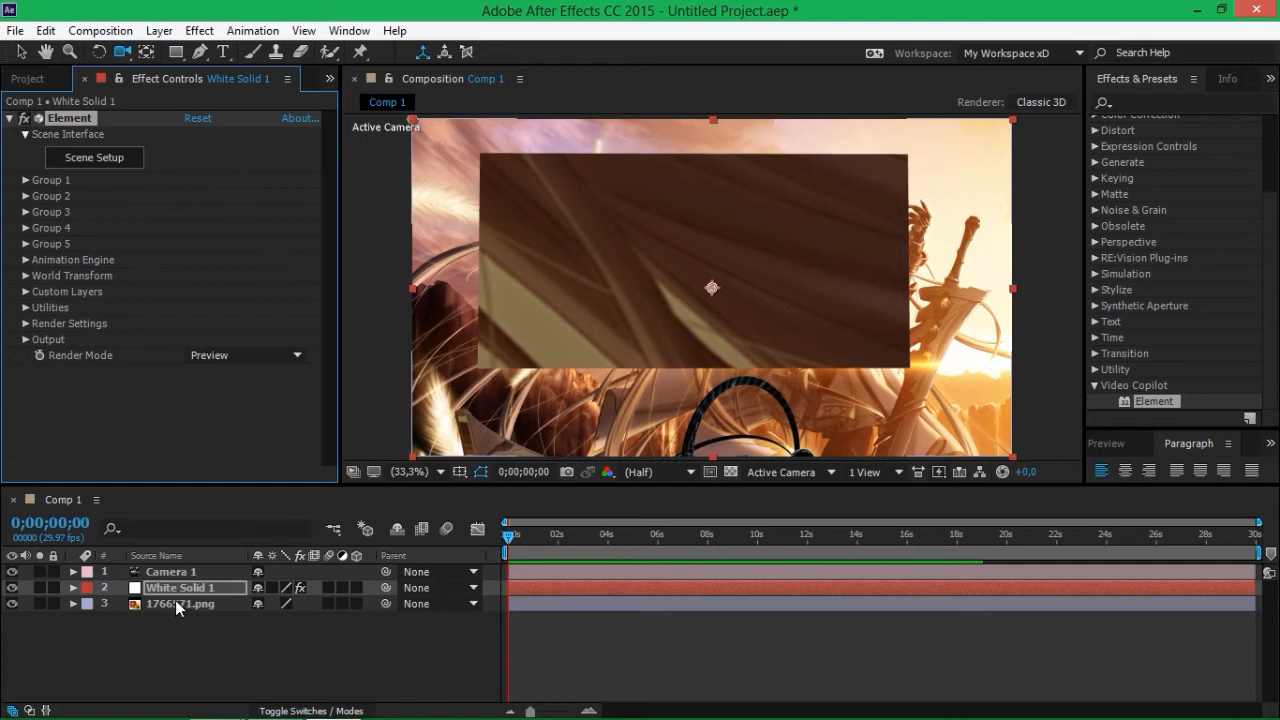 Ae Adobe After Effects CC 2015 - Untitled Project.aep *
File Edit Composition Layer Effect Animation View Window Help
Workspace: My Workspace xD Search Help
Project Effect Controls White Solid 1
Composition Comp 1
Effects & Presets Info
Comp 1 • White Solid 1
Comp 1
Renderer: Classic 3D
fx Element Reset About...
Scene Interface
Scene Setup
Group 1
Group 2
Group 3
Group 4
Group 5
Animation Engine
World Transform
Custom Layers
Utilities
Render Settings
Output
Render Mode Preview
Active Camera
(33,3%) 0;00;00;00 (Half) Active Camera 1 View +0,0
Color Correction
Distort
Expression Controls
Generate
Keying
Matte
Noise & Grain
Obsolete
Perspective
RE:Vision Plug-ins
Simulation
Stylize
Synthetic Aperture
Text
Time
Transition
Utility
Video Copilot
32 Element
Preview Paragraph
Comp 1
0;00;00;00
00000 (29.97 fps)
02s 04s 06s 08s 10s 12s 14s 16s 18s 20s 22s 24s 26s 28s 30s
# Source Name fx Parent
1 Camera 1 None
2 White Solid 1 fx None
3 None
Toggle Switches / Modes